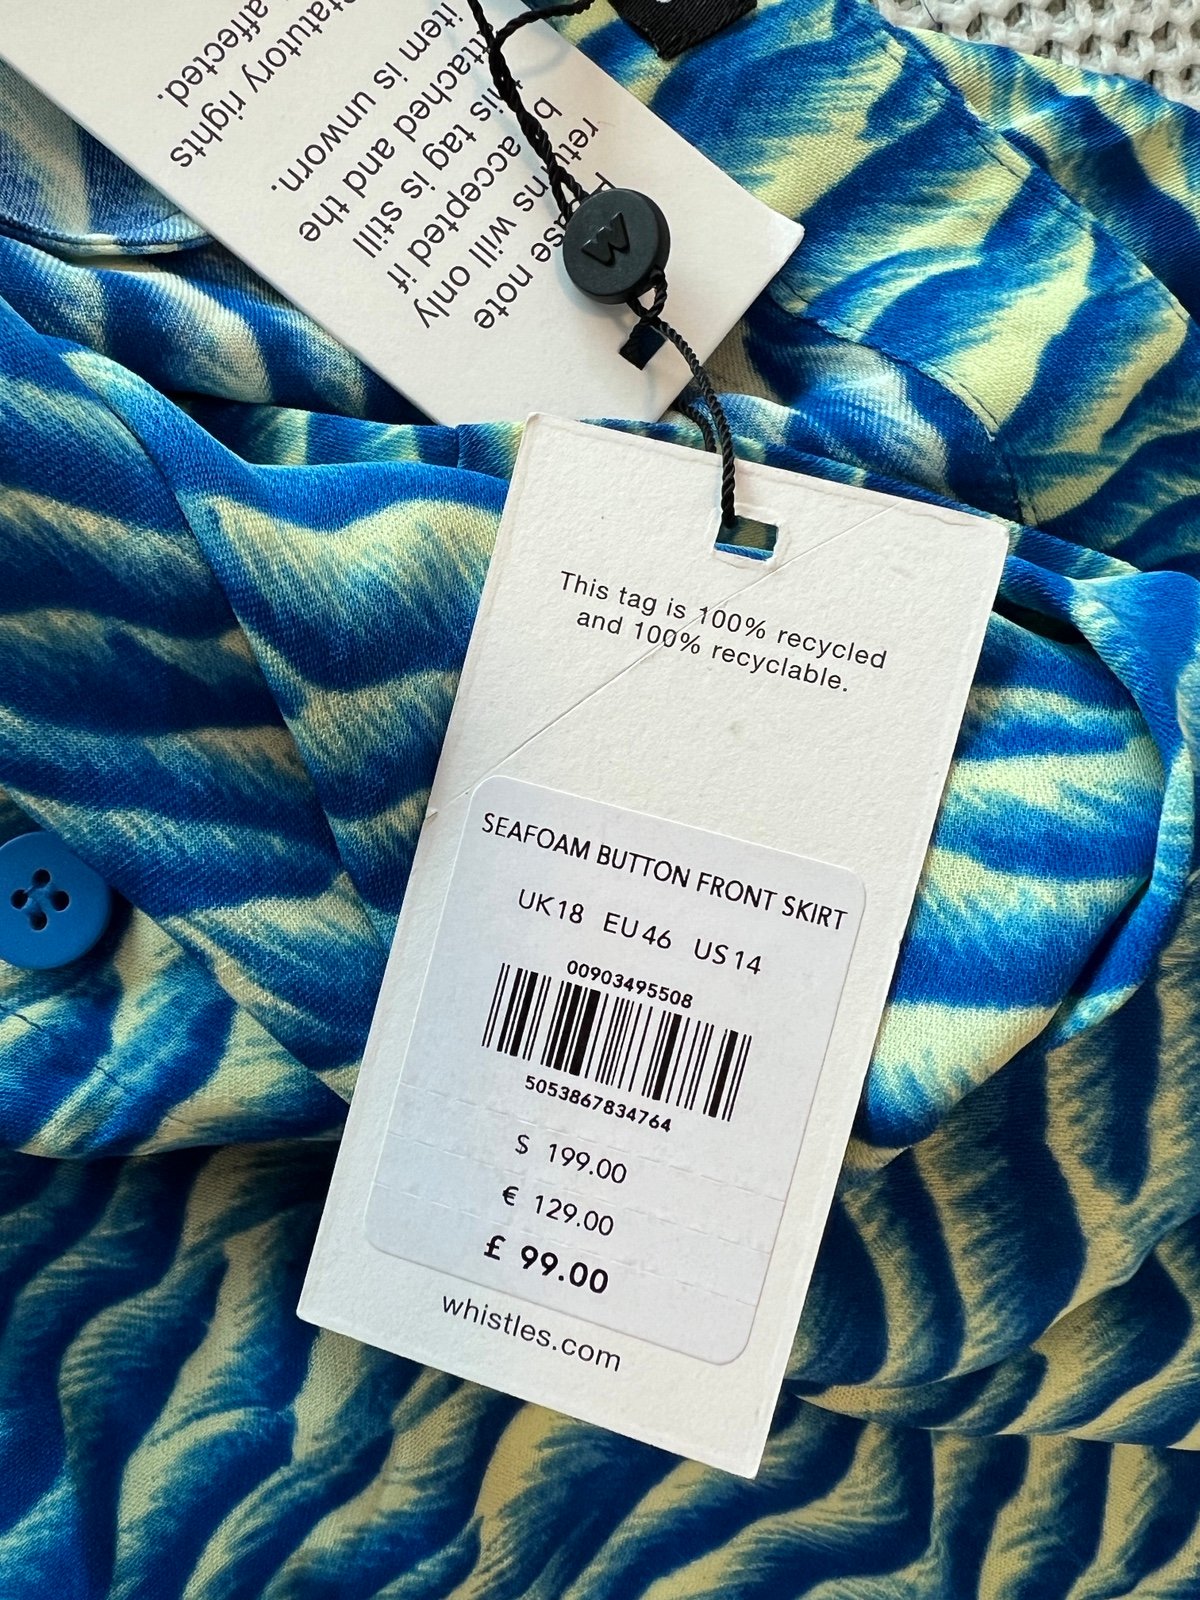 Please note
returns will only
be accepted if
this tag is still
attached and the
item is unworn.
statutory rights
affected.
W
This tag is 100% recycled
and 100% recyclable.
SEAFOAM BUTTON FRONT SKIRT
UK18 EU46 US14
00903495508
5053867834764
$ 199.00
€ 129.00
£ 99.00
whistles.com